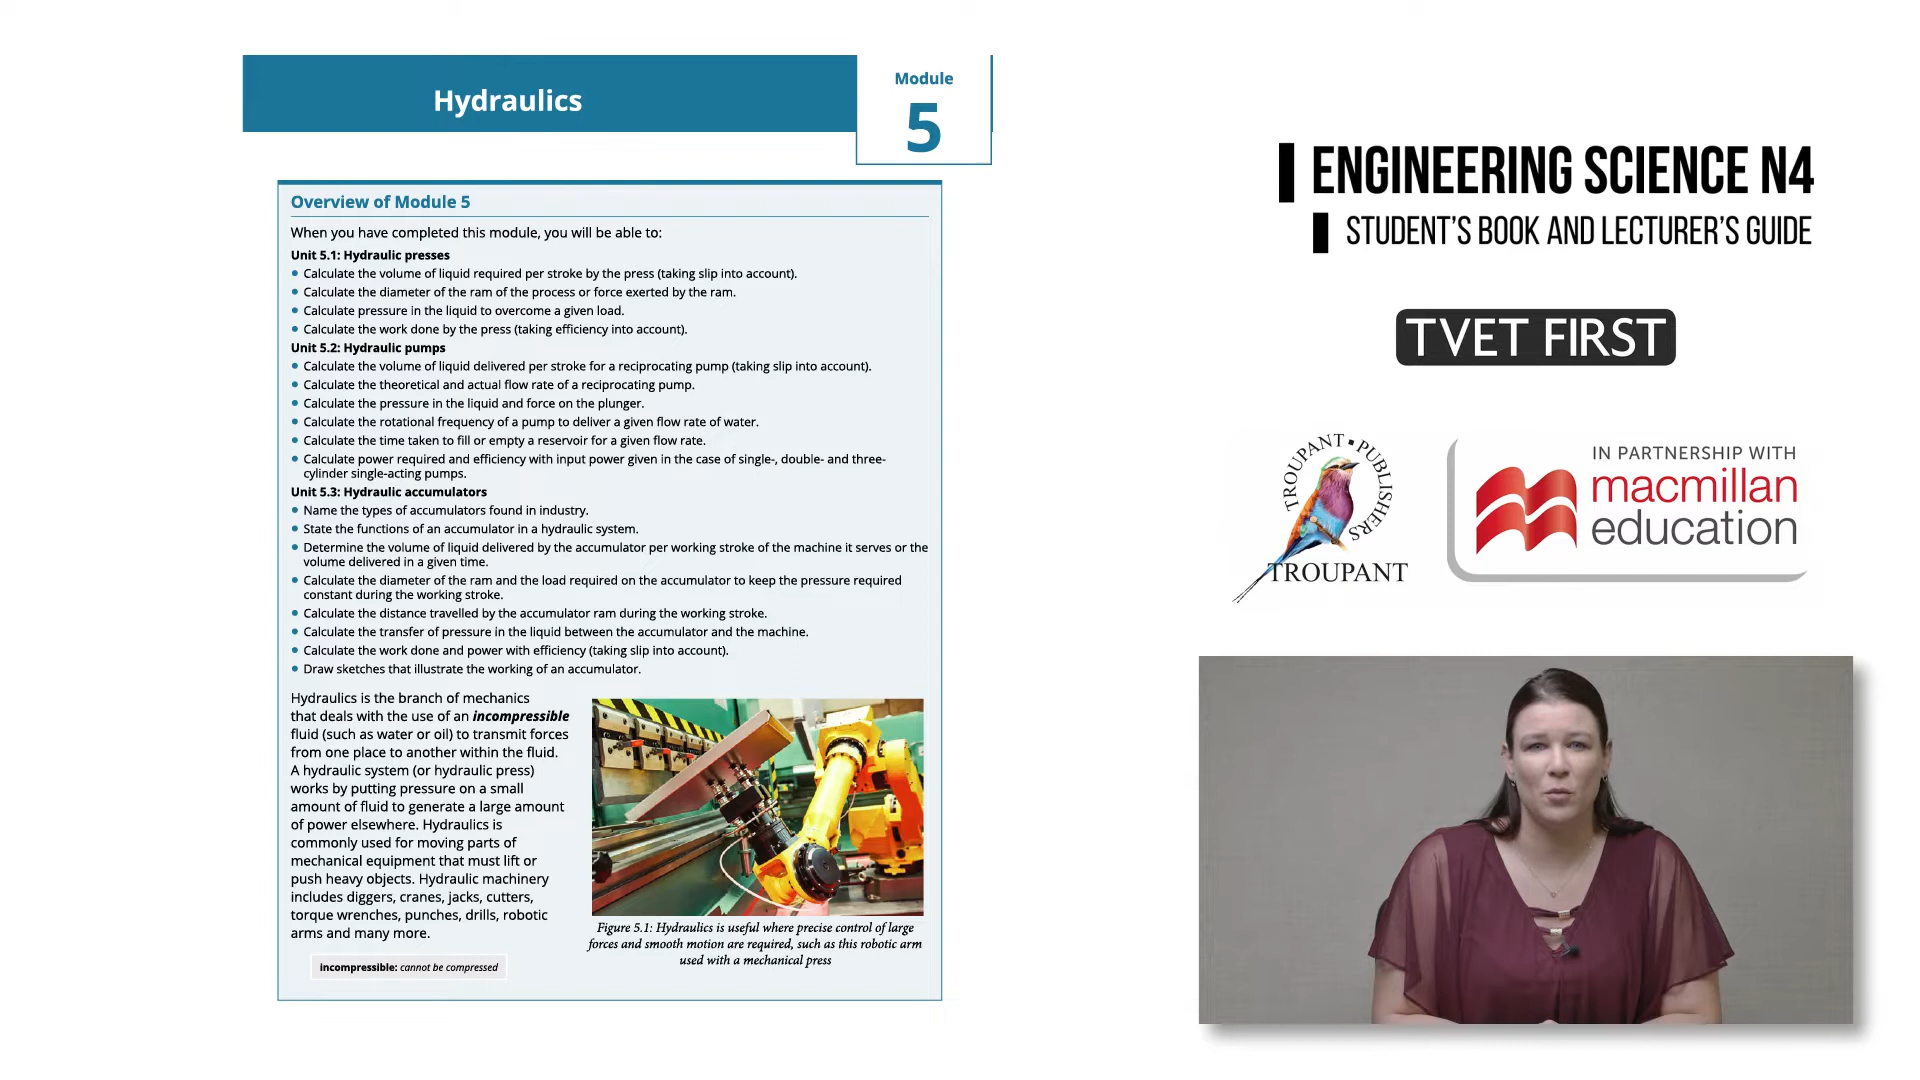 Hydraulics
Module
5
Overview of Module 5
When you have completed this module, you will be able to:
Unit 5.1: Hydraulic presses
• Calculate the volume of liquid required per stroke by the press (taking slip into account).
• Calculate the diameter of the ram of the process or force exerted by the ram.
• Calculate pressure in the liquid to overcome a given load.
• Calculate the work done by the press (taking efficiency into account).
Unit 5.2: Hydraulic pumps
• Calculate the volume of liquid delivered per stroke for a reciprocating pump (taking slip into account).
• Calculate the theoretical and actual flow rate of a reciprocating pump.
• Calculate the pressure in the liquid and force on the plunger.
• Calculate the rotational frequency of a pump to deliver a given flow rate of water.
• Calculate the time taken to fill or empty a reservoir for a given flow rate.
• Calculate power required and efficiency with input power given in the case of single-, double- and three-
cylinder single-acting pumps.
Unit 5.3: Hydraulic accumulators
• Name the types of accumulators found in industry.
• State the functions of an accumulator in a hydraulic system.
• Determine the volume of liquid delivered by the accumulator per working stroke of the machine it serves or the
volume delivered in a given time.
• Calculate the diameter of the ram and the load required on the accumulator to keep the pressure required
constant during the working stroke.
• Calculate the distance travelled by the accumulator ram during the working stroke.
• Calculate the transfer of pressure in the liquid between the accumulator and the machine.
• Calculate the work done and power with efficiency (taking slip into account).
• Draw sketches that illustrate the working of an accumulator.
Hydraulics is the branch of mechanics
that deals with the use of an incompressible
fluid (such as water or oil) to transmit forces
from one place to another within the fluid.
A hydraulic system (or hydraulic press)
works by putting pressure on a small
amount of fluid to generate a large amount
of power elsewhere. Hydraulics is
commonly used for moving parts of
mechanical equipment that must lift or
push heavy objects. Hydraulic machinery
includes diggers, cranes, jacks, cutters,
torque wrenches, punches, drills, robotic
arms and many more.
incompressible: cannot be compressed
Figure 5.1: Hydraulics is useful where precise control of large
forces and smooth motion are required, such as this robotic arm
used with a mechanical press
ENGINEERING SCIENCE N4
STUDENT'S BOOK AND LECTURER'S GUIDE
TVET FIRST
TROUPANT▪PUBLISHERS
TROUPANT
IN PARTNERSHIP WITH
macmillan
education